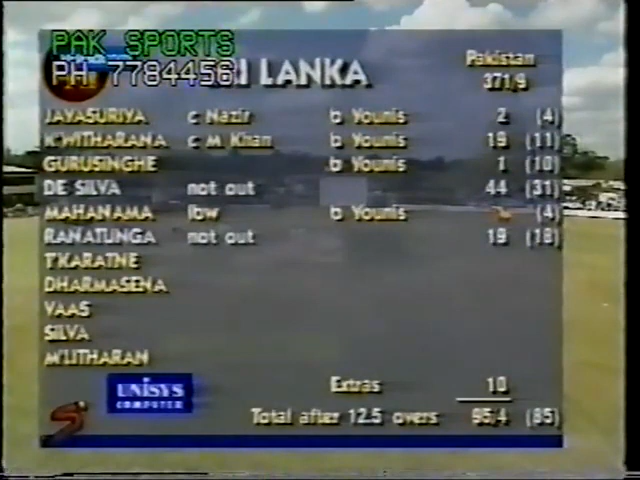 PAK SPORTS
PH 7784456
SRI LANKA
Pakistan
371/9
JAYASURIYA c Nazir b Younis 2 (4)
K'WITHARANA c M Khan b Younis 19 (11)
GURUSINGHE b Younis 1 (10)
DE SILVA not out 44 (31)
MAHANAMA lbw b Younis (4)
RANATUNGA not out 19 (18)
T'KARATNE
DHARMASENA
VAAS
SILVA
M'LITHARAN
UNISYS
COMPUTER
Extras 10
Total after 12.5 overs 95/4 (85)